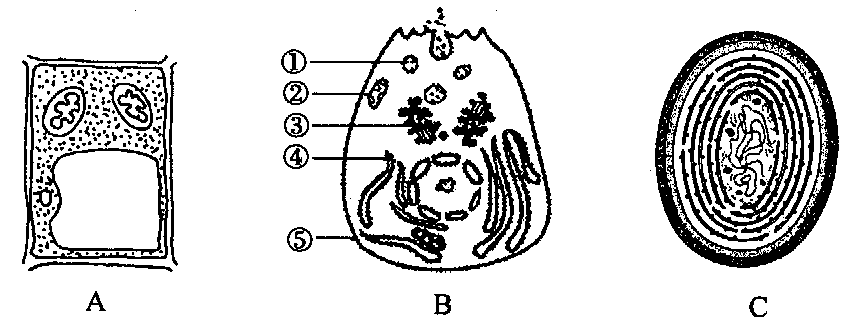 ①
②
③
④
⑤
A
B
C